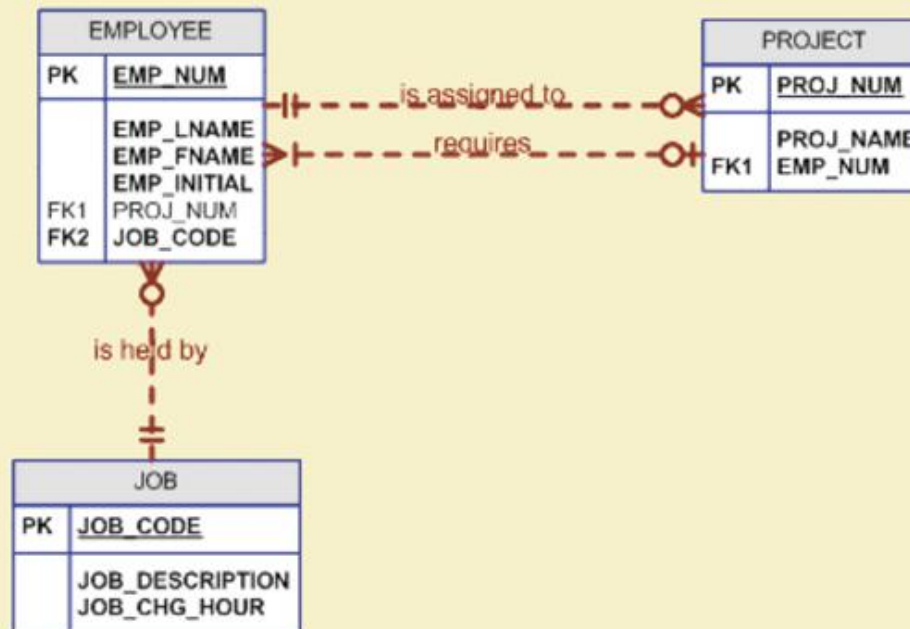 EMPLOYEE
PK EMP_NUM
EMP_LNAME
EMP_FNAME
EMP_INITIAL
FK1 PROJ_NUM
FK2 JOB_CODE
is assigned to
requires
PROJECT
PK PROJ_NUM
PROJ_NAME
FK1 EMP_NUM
is held by
JOB
PK JOB_CODE
JOB_DESCRIPTION
JOB_CHG_HOUR